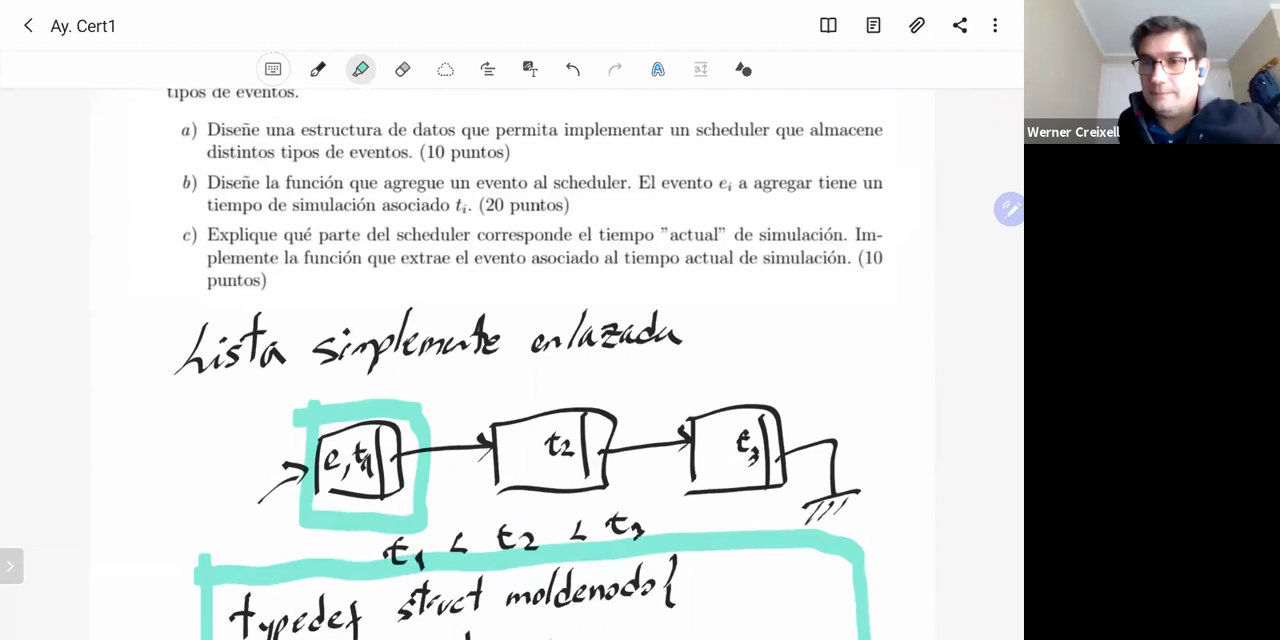 Ay. Cert1
Werner Creixell
tipos de eventos.
a) Diseñe una estructura de datos que permita implementar un scheduler que almacene
distintos tipos de eventos. (10 puntos)
b) Diseñe la función que agregue un evento al scheduler. El evento eᵢ a agregar tiene un
tiempo de simulación asociado tᵢ. (20 puntos)
c) Explique qué parte del scheduler corresponde el tiempo "actual" de simulación. Im-
plemente la función que extrae el evento asociado al tiempo actual de simulación. (10
puntos)
Lista simplemente enlazada
e, t1 t2 t3
t1 < t2 < t3
typedef struct moldenodo{